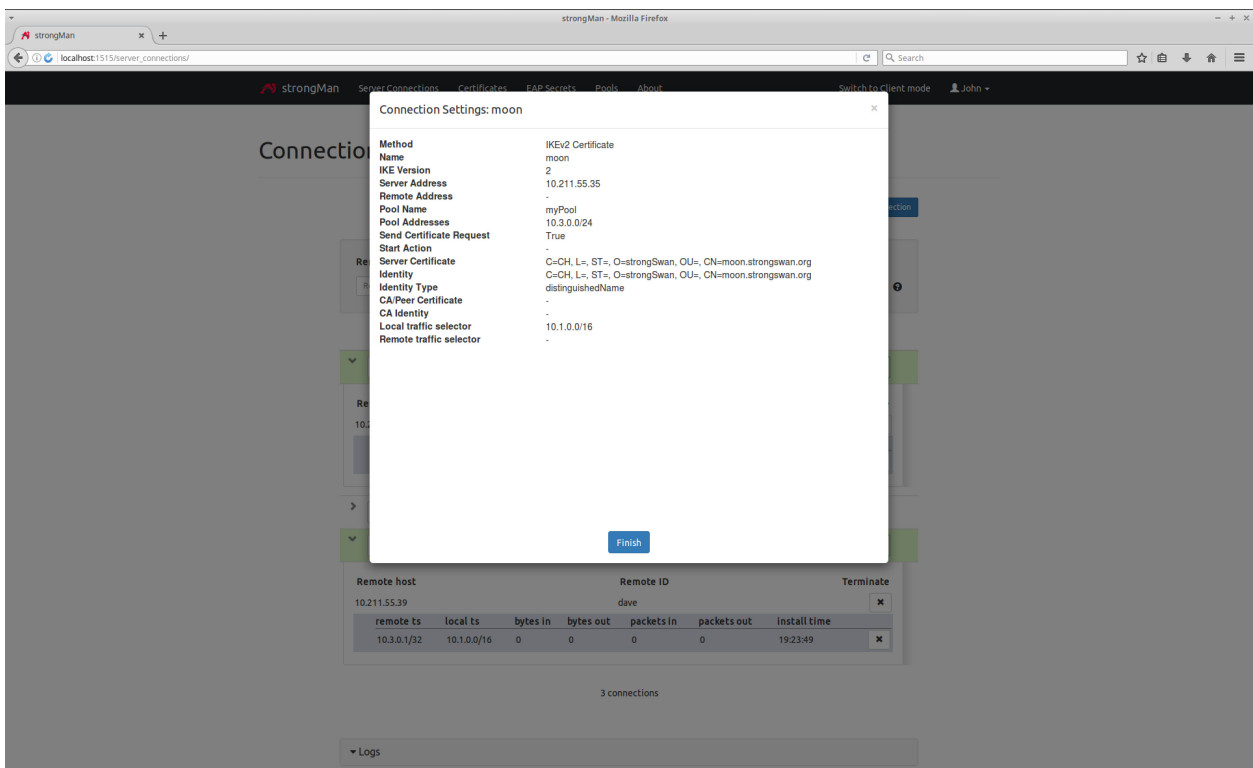 strongMan - Mozilla Firefox
strongMan
localhost:1515/server_connections/
Search
strongMan Server Connections Certificates EAP Secrets Pools About Switch to Client mode John
Connection Settings: moon
Method IKEv2 Certificate
Name moon
IKE Version 2
Server Address 10.211.55.35
Remote Address -
Pool Name myPool
Pool Addresses 10.3.0.0/24
Send Certificate Request True
Start Action -
Server Certificate C=CH, L=, ST=, O=strongSwan, OU=, CN=moon.strongswan.org
Identity C=CH, L=, ST=, O=strongSwan, OU=, CN=moon.strongswan.org
Identity Type distinguishedName
CA/Peer Certificate -
CA Identity -
Local traffic selector 10.1.0.0/16
Remote traffic selector -
Finish
Remote host Remote ID Terminate
10.211.55.39 dave
remote ts local ts bytes in bytes out packets in packets out install time
10.3.0.1/32 10.1.0.0/16 0 0 0 0 19:23:49
3 connections
Logs